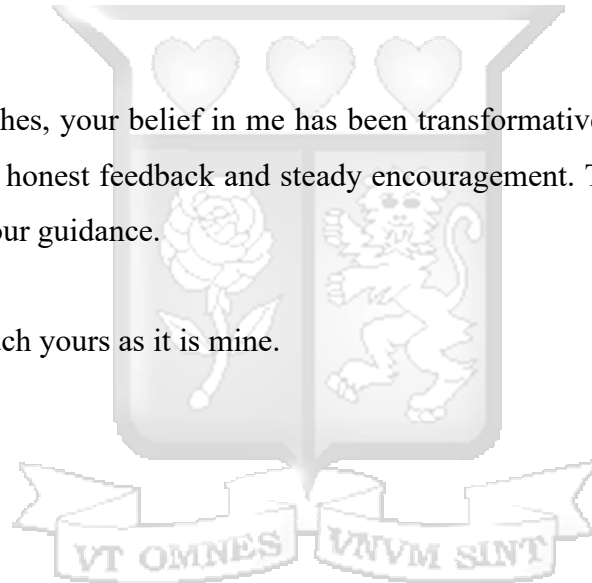 hes, your belief in me has been transformative
honest feedback and steady encouragement. T
our guidance.
ch yours as it is mine.
VT OMNES VNVM SINT